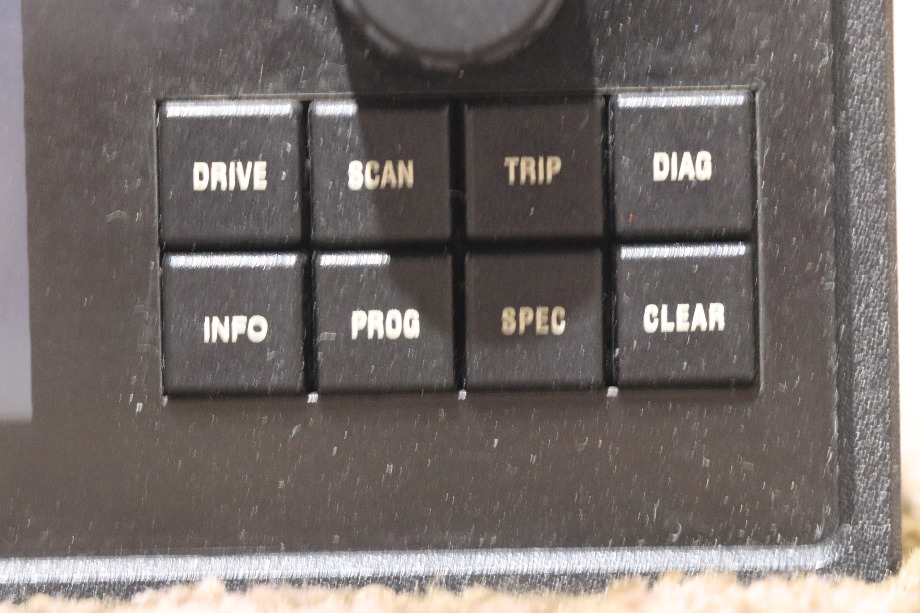 DRIVE SCAN TRIP DIAG
INFO PROG SPEC CLEAR